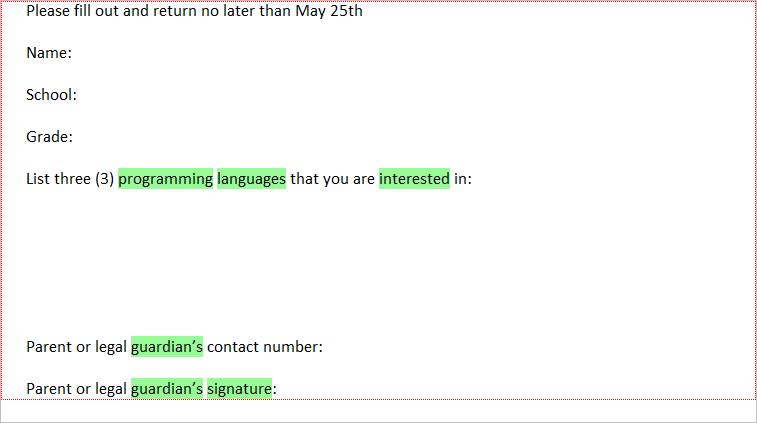 Please fill out and return no later than May 25th
Name:
School:
Grade:
List three (3) programming languages that you are interested in:
Parent or legal guardian’s contact number:
Parent or legal guardian’s signature: